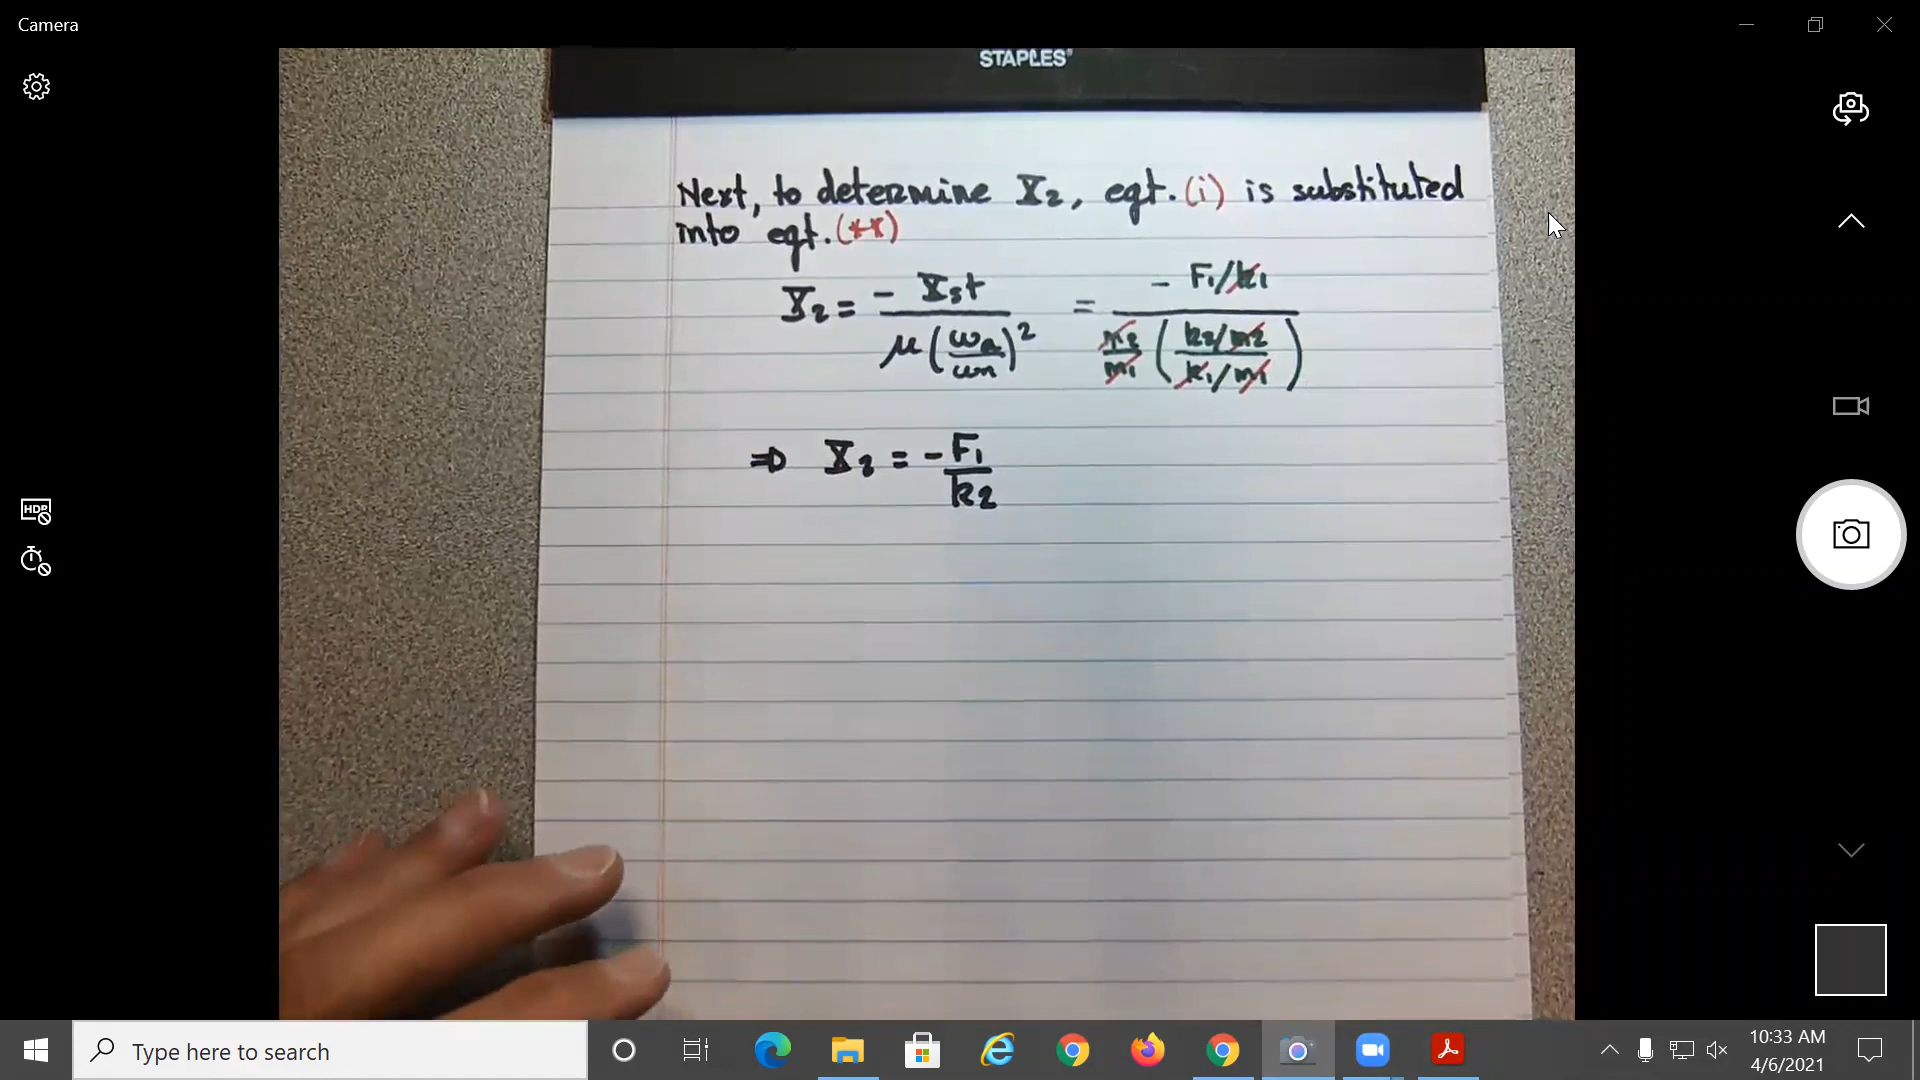 Camera
STAPLES
Next, to determine X2, eqt. (i) is substituted
into eqt. (**)
X2 = - Xst / μ (ωa/ωn)^2 = - F1/k1 / m2/m1 (k2/m2 / k1/m1)
⇒ X2 = - F1/k2
HDR
Type here to search
10:33 AM
4/6/2021